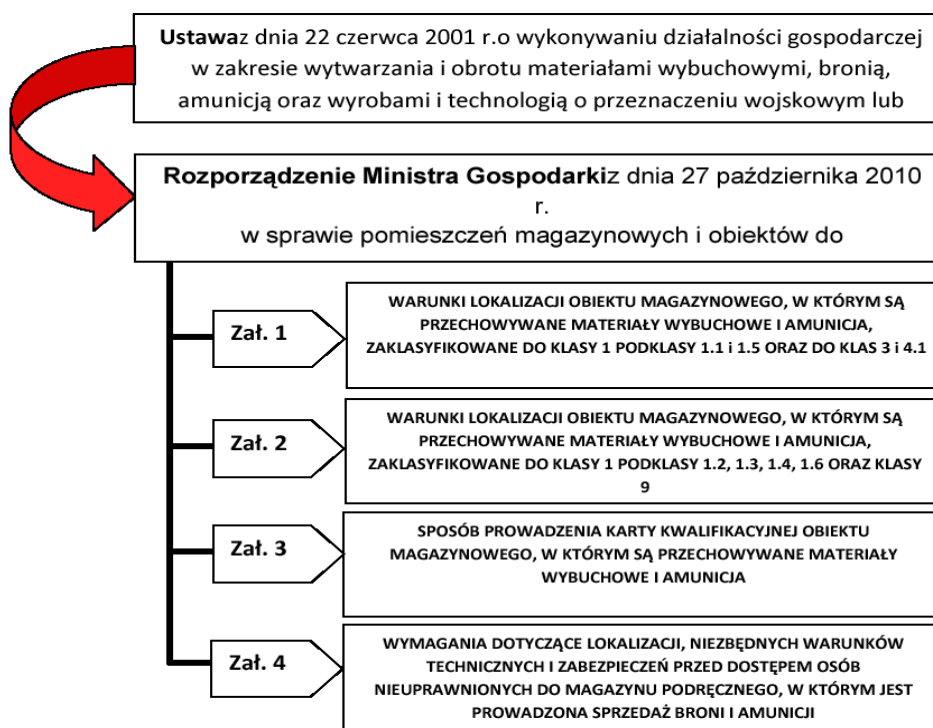 Ustawaz dnia 22 czerwca 2001 r.o wykonywaniu działalności gospodarczej
w zakresie wytwarzania i obrotu materiałami wybuchowymi, bronią,
amunicją oraz wyrobami i technologią o przeznaczeniu wojskowym lub
Rozporządzenie Ministra Gospodarkiz dnia 27 października 2010
r.
w sprawie pomieszczeń magazynowych i obiektów do
Zał. 1
WARUNKI LOKALIZACJI OBIEKTU MAGAZYNOWEGO, W KTÓRYM SĄ
PRZECHOWYWANE MATERIAŁY WYBUCHOWE I AMUNICJA,
ZAKLASYFIKOWANE DO KLASY 1 PODKLASY 1.1 i 1.5 ORAZ DO KLAS 3 i 4.1
Zał. 2
WARUNKI LOKALIZACJI OBIEKTU MAGAZYNOWEGO, W KTÓRYM SĄ
PRZECHOWYWANE MATERIAŁY WYBUCHOWE I AMUNICJA,
ZAKLASYFIKOWANE DO KLASY 1 PODKLASY 1.2, 1.3, 1.4, 1.6 ORAZ KLASY
9
Zał. 3
SPOSÓB PROWADZENIA KARTY KWALIFIKACYJNEJ OBIEKTU
MAGAZYNOWEGO, W KTÓRYM SĄ PRZECHOWYWANE MATERIAŁY
WYBUCHOWE I AMUNICJA
Zał. 4
WYMAGANIA DOTYCZĄCE LOKALIZACJI, NIEZBĘDNYCH WARUNKÓW
TECHNICZNYCH I ZABEZPIECZEŃ PRZED DOSTĘPEM OSÓB
NIEUPRAWNIONYCH DO MAGAZYNU PODRĘCZNEGO, W KTÓRYM JEST
PROWADZONA SPRZEDAŻ BRONI I AMUNICJI